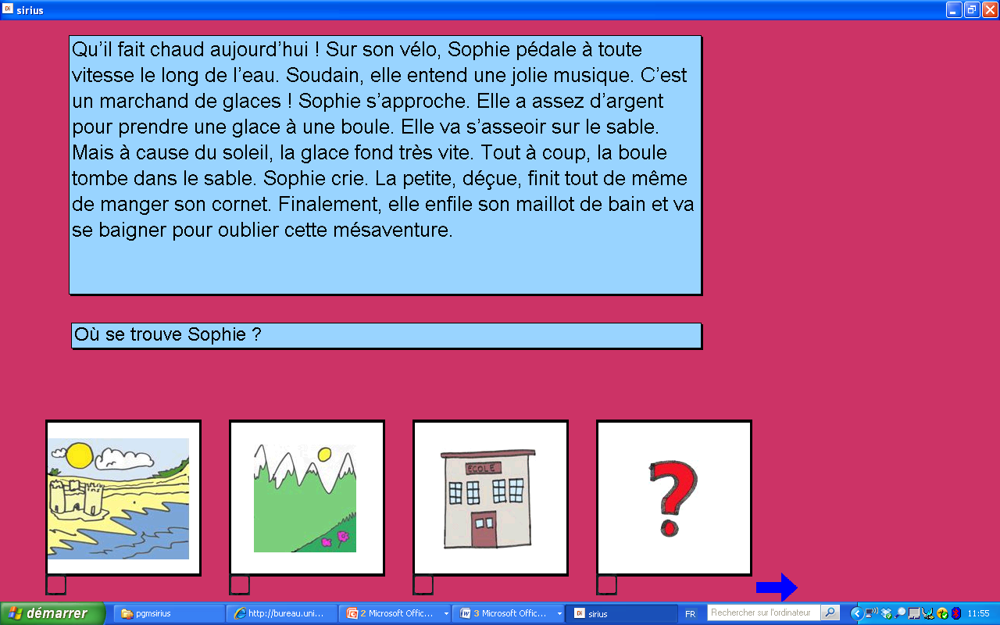 sirius
Qu'il fait chaud aujourd'hui ! Sur son vélo, Sophie pédale à toute
vitesse le long de l'eau. Soudain, elle entend une jolie musique. C'est
un marchand de glaces ! Sophie s'approche. Elle a assez d'argent
pour prendre une glace à une boule. Elle va s'asseoir sur le sable.
Mais à cause du soleil, la glace fond très vite. Tout à coup, la boule
tombe dans le sable. Sophie crie. La petite, déçue, finit tout de même
de manger son cornet. Finalement, elle enfile son maillot de bain et va
se baigner pour oublier cette mésaventure.
Où se trouve Sophie ?
ECOLE
?
démarrer
pgmsirius
http://bureau.uni...
2 Microsoft Offic...
3 Microsoft Offic...
Di sirius
FR
Rechercher sur l'ordinateur
11:55